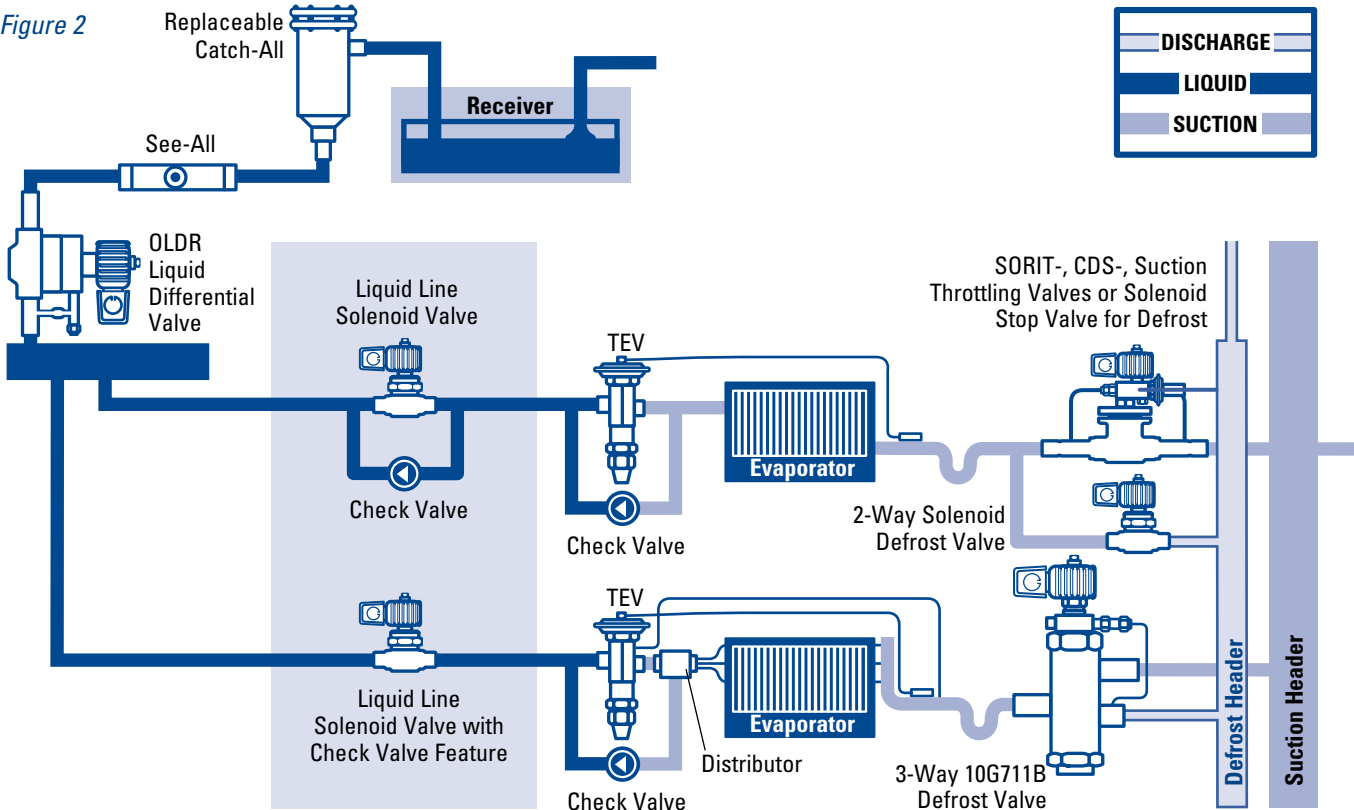 Figure 2
Replaceable
Catch-All
DISCHARGE
LIQUID
SUCTION
Receiver
See-All
OLDR
Liquid
Differential
Valve
Liquid Line
Solenoid Valve
TEV
SORIT-, CDS-, Suction
Throttling Valves or Solenoid
Stop Valve for Defrost
Evaporator
Check Valve
Check Valve
2-Way Solenoid
Defrost Valve
TEV
Liquid Line
Solenoid Valve with
Check Valve Feature
Evaporator
Distributor
Check Valve
3-Way 10G711B
Defrost Valve
Defrost Header
Suction Header